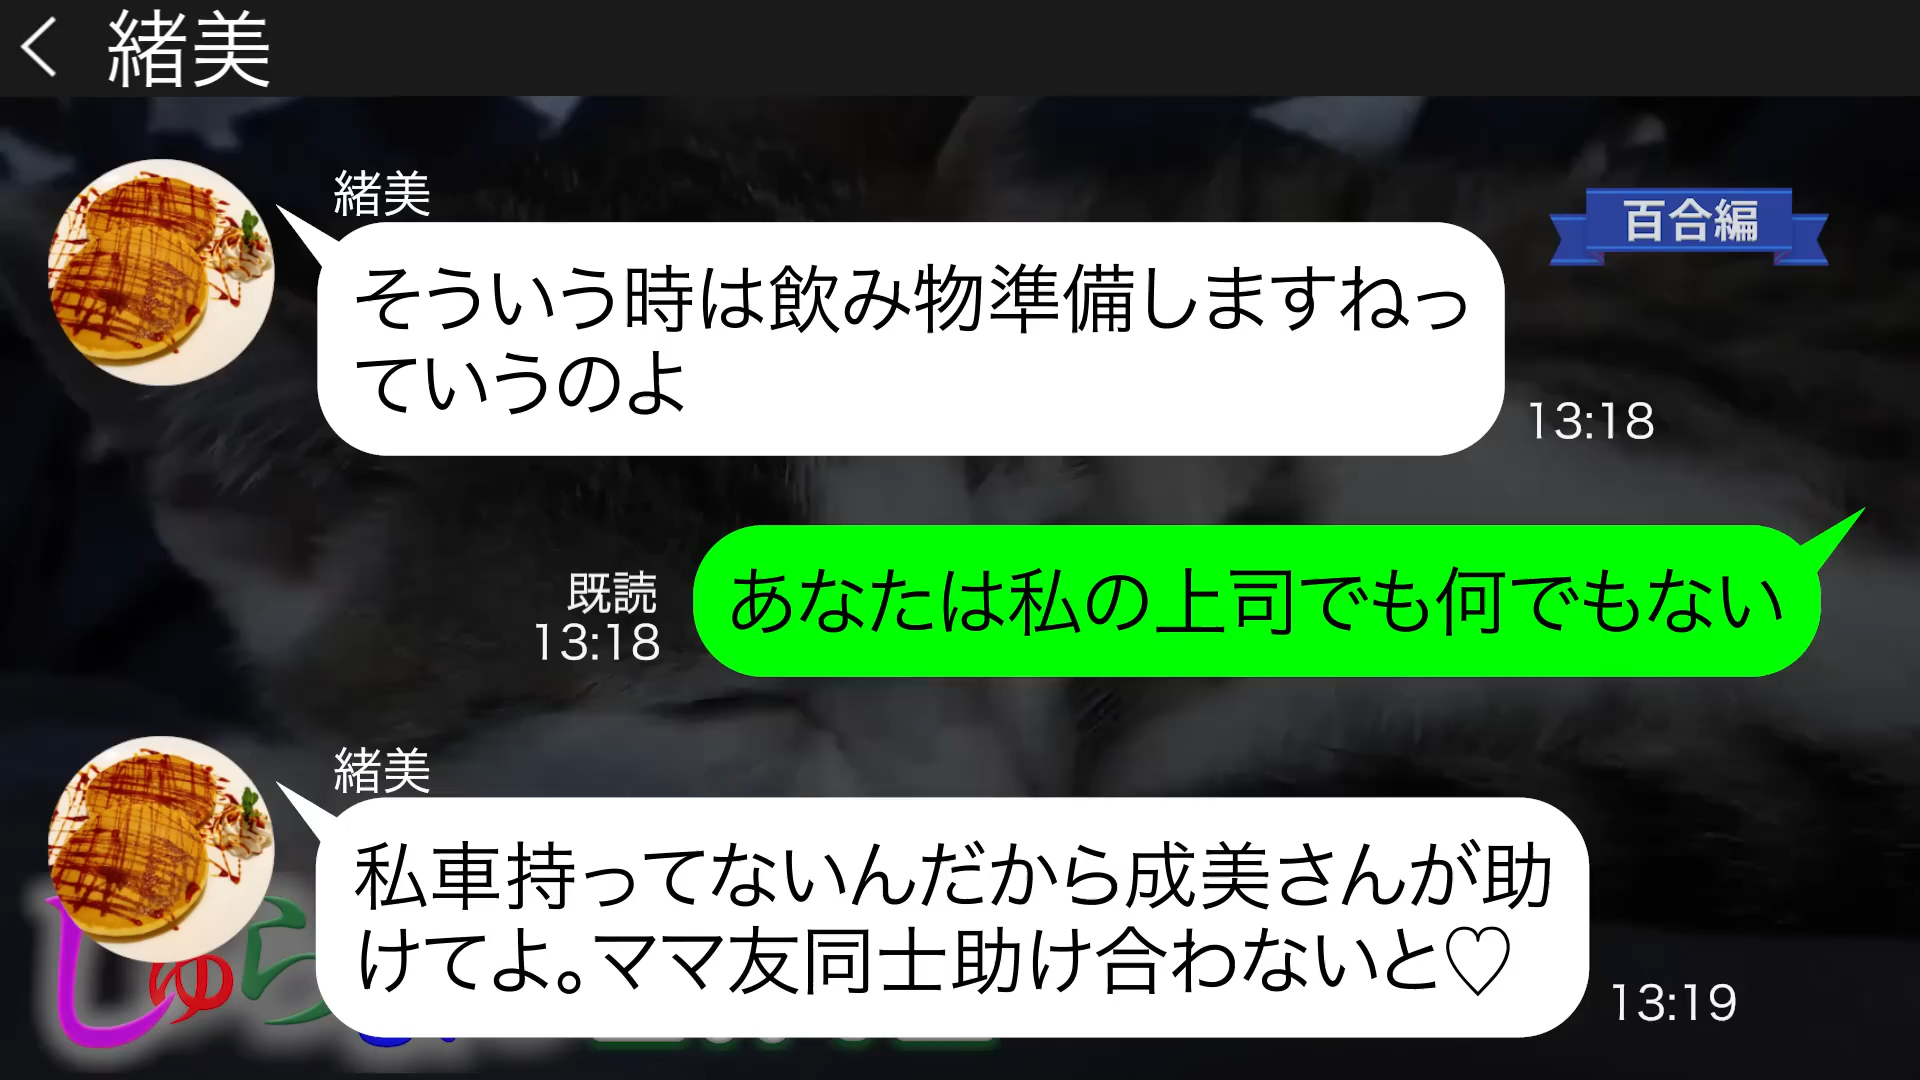 緒美
緒美
百合編
そういう時は飲み物準備しますねっ
ていうのよ
13:18
既読
13:18
あなたは私の上司でも何でもない
緒美
私車持ってないんだから成美さんが助
けてよ。ママ友同士助け合わないと♡
13:19
しゅら